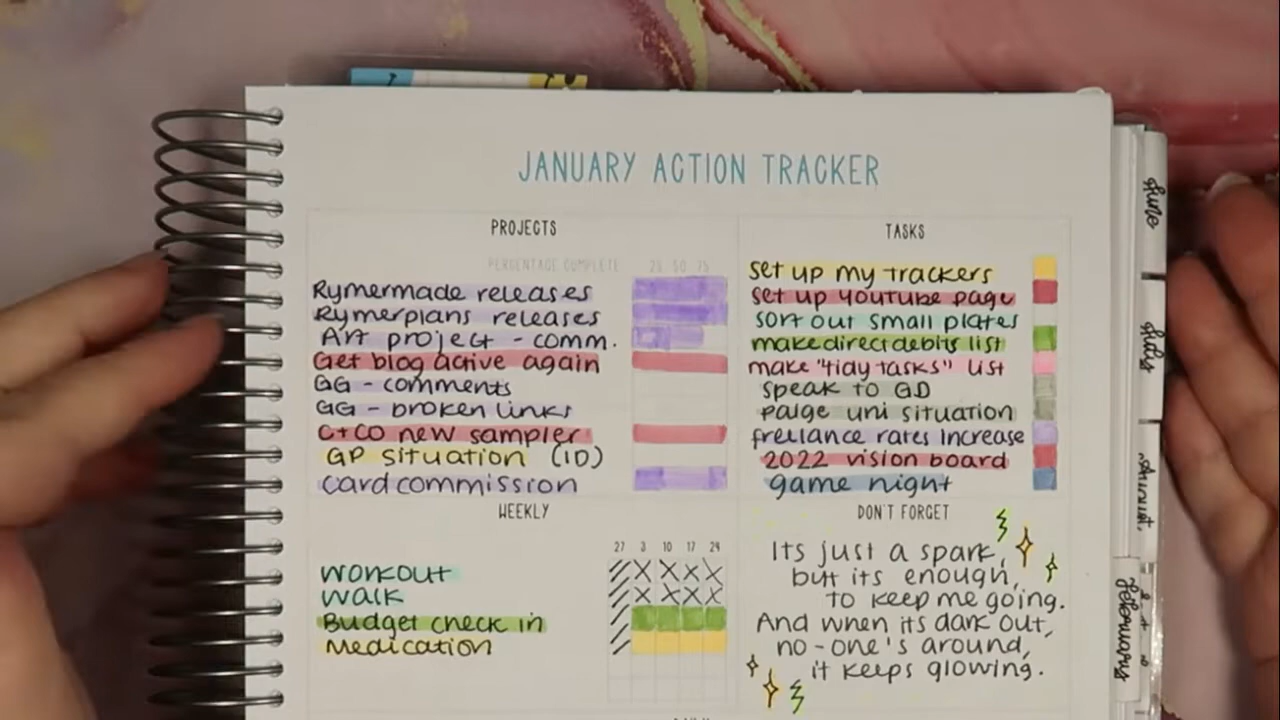 JANUARY ACTION TRACKER
PROJECTS
PERCENTAGE COMPLETE 25 50 75
Rymermade releases
Rymerplans releases
Art project - comm.
Get blog active again
GG - comments
GG - broken links
C+CO new sampler
GP situation (ID)
card commission
TASKS
set up my trackers
set up youtube page
sort out small plates
make direct debits list
make "tidy tasks" list
speak to GD
paige uni situation
freelance rates increase
2022 vision board
game night
WEEKLY
27 3 10 17 24
workout
walk
Budget check in
Medication
DON'T FORGET
Its just a spark,
but its enough,
to keep me going.
And when its dark out,
no-one's around,
it keeps glowing.
June
July
August
February